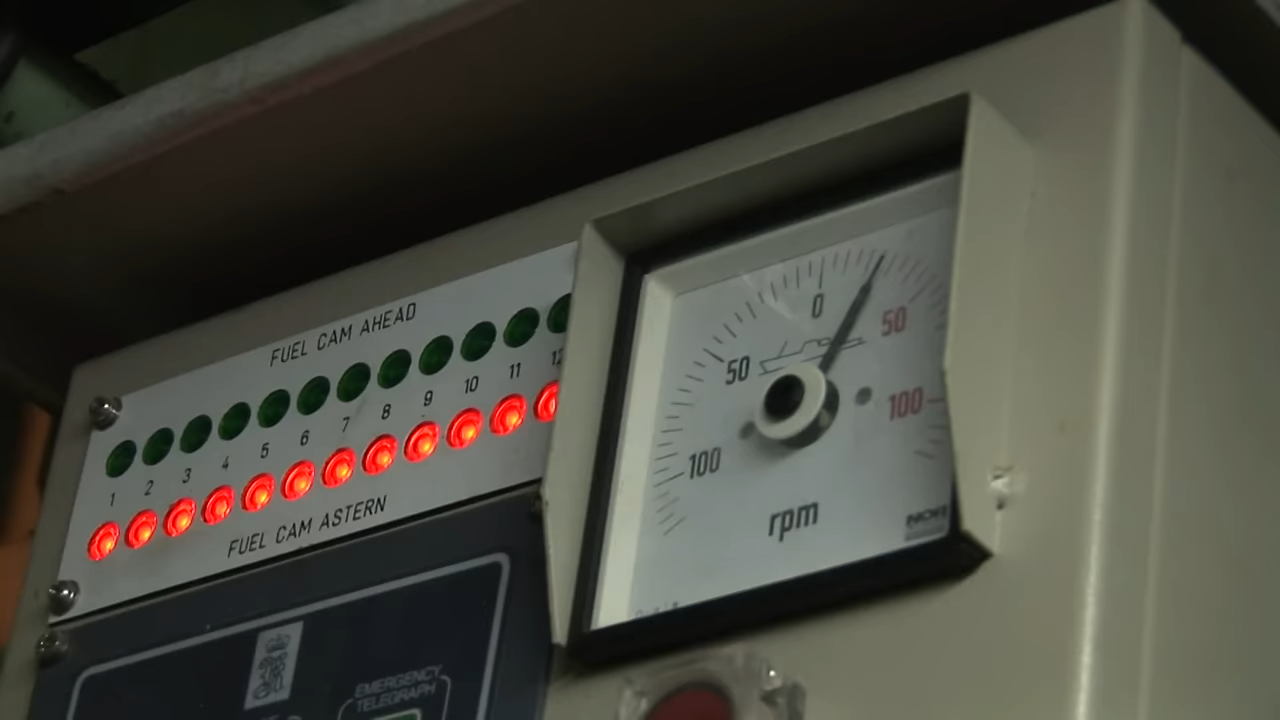 FUEL CAM AHEAD
1 2 3 4 5 6 7 8 9 10 11 12
FUEL CAM ASTERN
EMERGENCY
TELEGRAPH
0
50 50
100 100
rpm